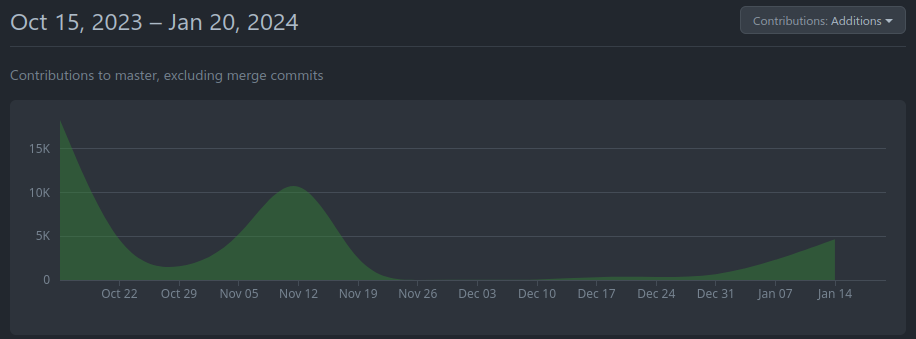 Oct 15, 2023 – Jan 20, 2024
Contributions: Additions
Contributions to master, excluding merge commits
15K
10K
5K
0
Oct 22 Oct 29 Nov 05 Nov 12 Nov 19 Nov 26 Dec 03 Dec 10 Dec 17 Dec 24 Dec 31 Jan 07 Jan 14